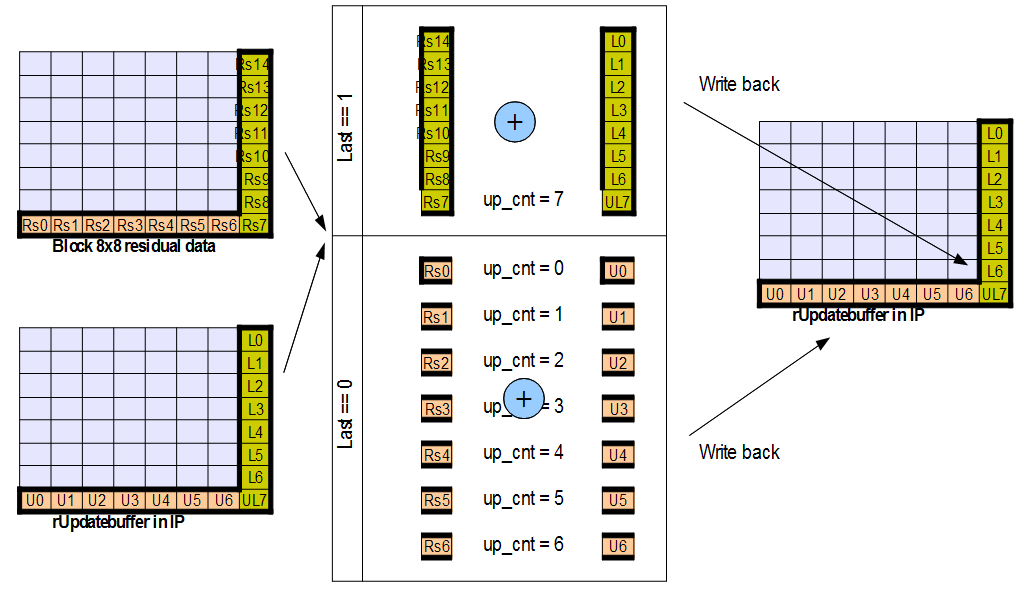 Rs14
Rs13
Rs12
Rs11
Rs10
Rs9
Rs8
Rs0 Rs1 Rs2 Rs3 Rs4 Rs5 Rs6 Rs7
Block 8x8 residual data
L0
L1
L2
L3
L4
L5
L6
U0 U1 U2 U3 U4 U5 U6 UL7
rUpdatebuffer in IP
Last == 1
Rs14 L0
Rs13 L1
Rs12 L2
Rs11 + L3
Rs10 L4
Rs9 L5
Rs8 L6
Rs7 up_cnt = 7 UL7
Last == 0
Rs0 up_cnt = 0 U0
Rs1 up_cnt = 1 U1
Rs2 up_cnt = 2 U2
Rs3 up_ + = 3 U3
Rs4 up_cnt = 4 U4
Rs5 up_cnt = 5 U5
Rs6 up_cnt = 6 U6
Write back
L0
L1
L2
L3
L4
L5
L6
U0 U1 U2 U3 U4 U5 U6 UL7
rUpdatebuffer in IP
Write back